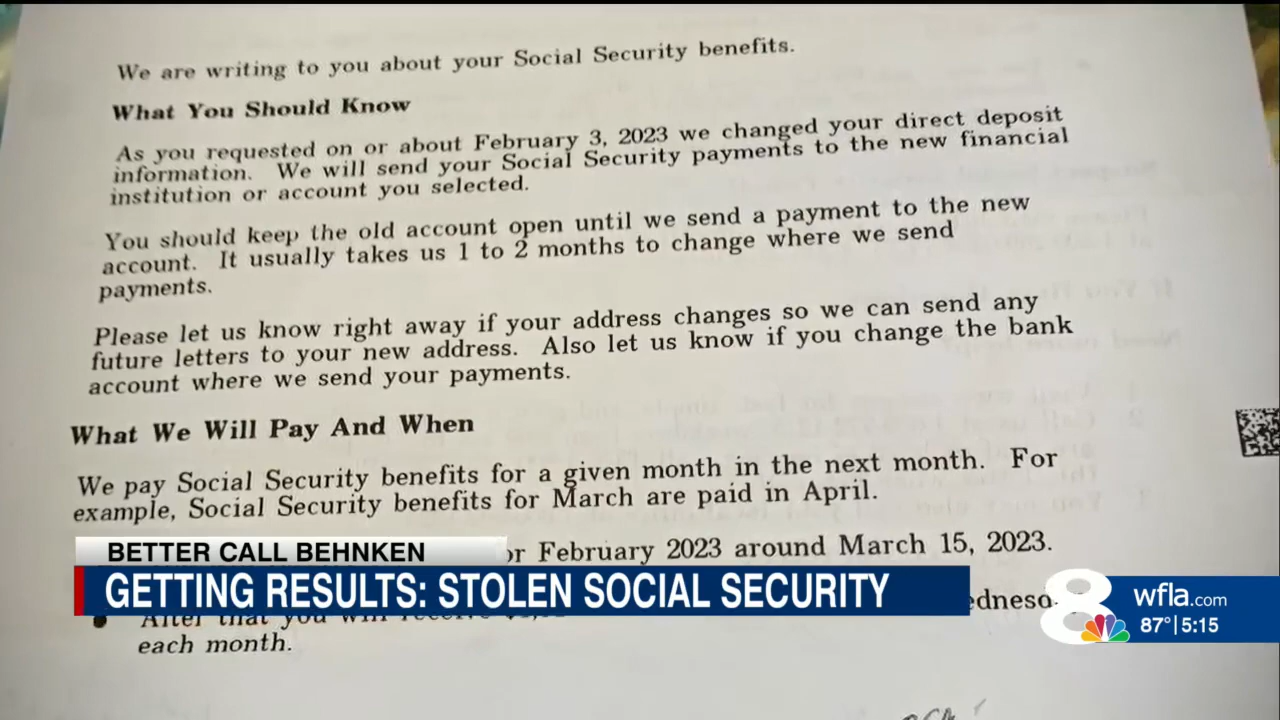 We are writing to you about your Social Security benefits.
What You Should Know
As you requested on or about February 3, 2023 we changed your direct deposit
information. We will send your Social Security payments to the new financial
institution or account you selected.
You should keep the old account open until we send a payment to the new
account. It usually takes us 1 to 2 months to change where we send
payments.
Please let us know right away if your address changes so we can send any
future letters to your new address. Also let us know if you change the bank
account where we send your payments.
What We Will Pay And When
We pay Social Security benefits for a given month in the next month. For
example, Social Security benefits for March are paid in April.
or February 2023 around March 15, 2023.
BETTER CALL BEHNKEN
GETTING RESULTS: STOLEN SOCIAL SECURITY
After that you will receive
each month.
8
wfla.com
87° | 5:15